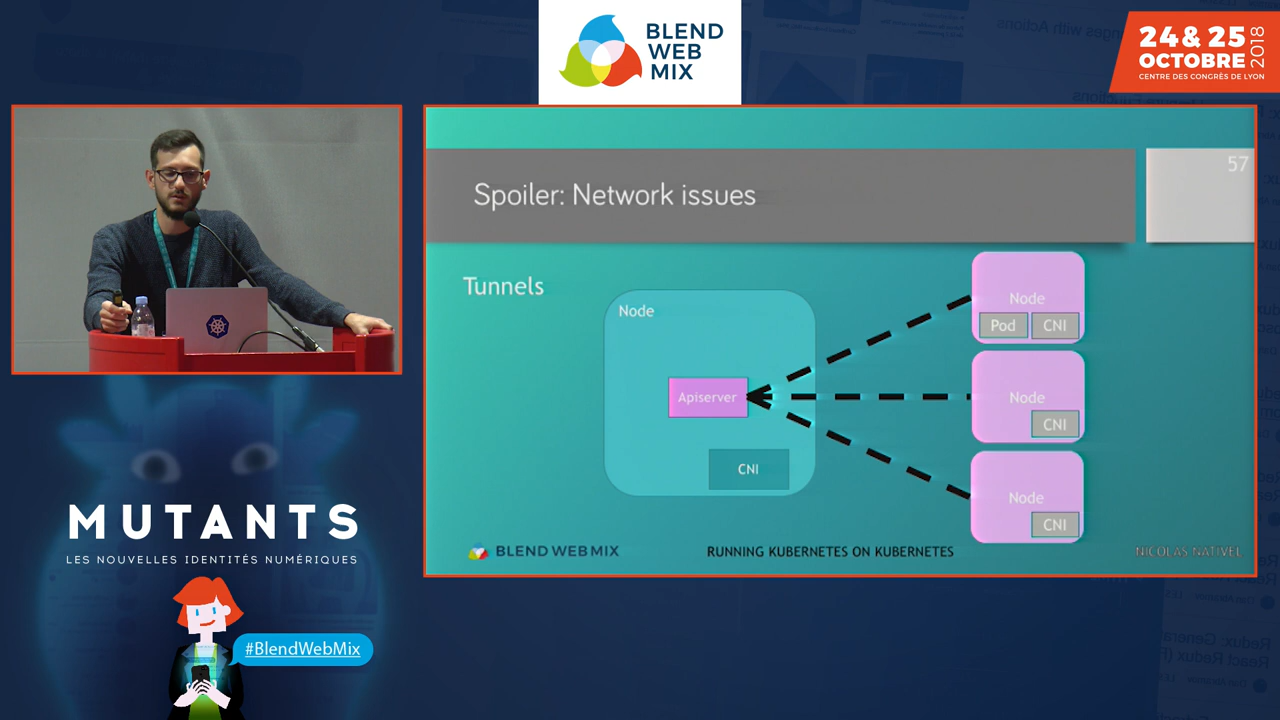 BLEND
WEB
MIX
24 & 25
OCTOBRE
2018
CENTRE DES CONGRÈS DE LYON
Spoiler: Network issues
57
Tunnels
Node
Apiserver
CNI
Node
Pod
CNI
Node
CNI
Node
CNI
BLEND WEB MIX
RUNNING KUBERNETES ON KUBERNETES
NICOLAS NATIVEL
MUTANTS
LES NOUVELLES IDENTITÉS NUMÉRIQUES
#BlendWebMix